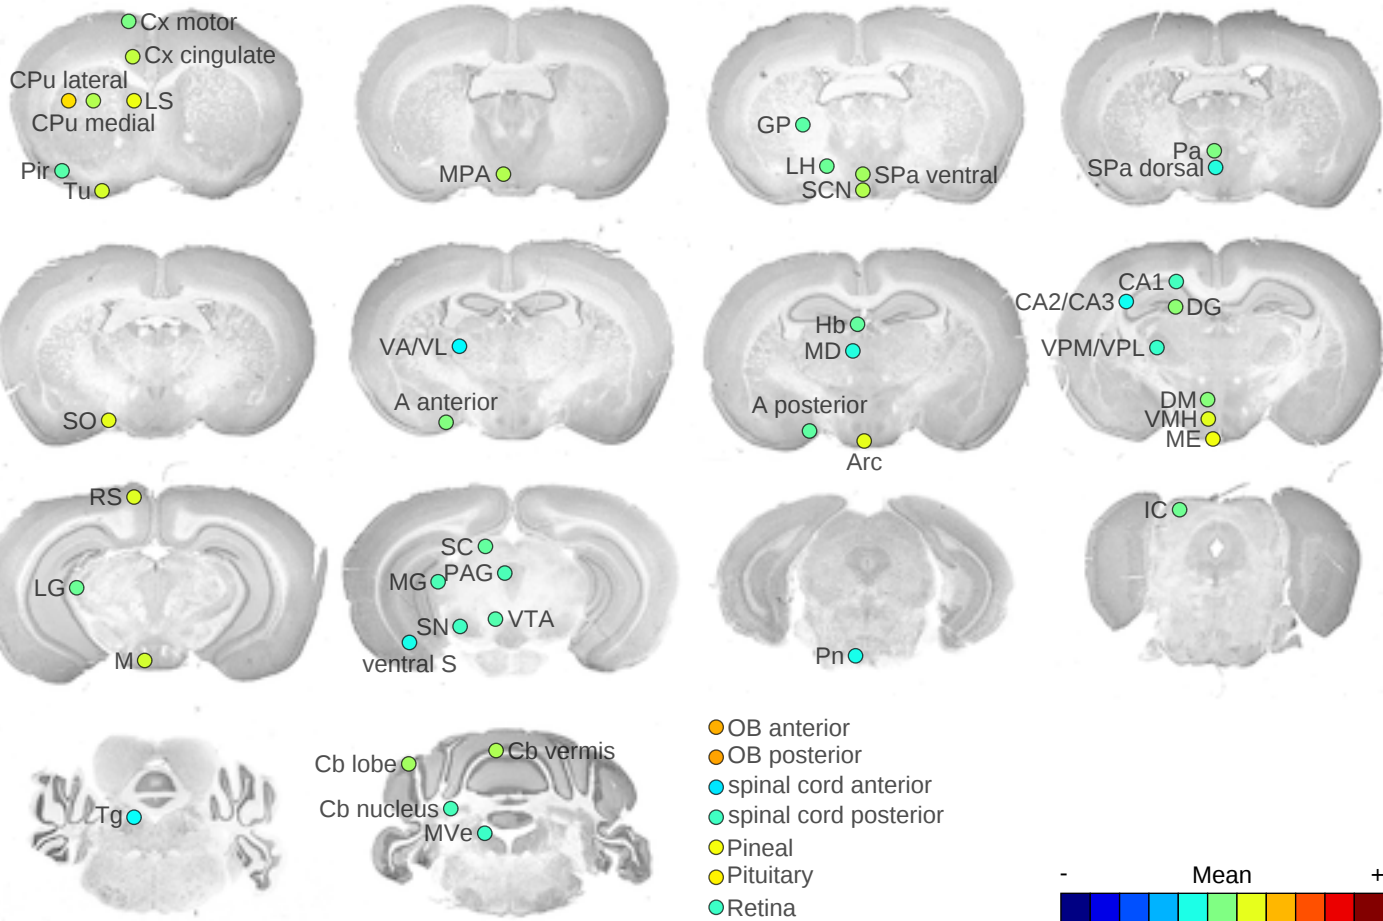 Cx motor
Cx cingulate
CPu lateral
LS
CPu medial
Pir
Tu
MPA
GP
LH
SPa ventral
SCN
Pa
SPa dorsal
SO
VA/VL
A anterior
Hb
MD
A posterior
Arc
CA1
CA2/CA3
DG
VPM/VPL
DM
VMH
ME
RS
LG
M
SC
MG
PAG
SN
VTA
ventral S
Pn
IC
Tg
Cb lobe
Cb vermis
Cb nucleus
MVe
OB anterior
OB posterior
spinal cord anterior
spinal cord posterior
Pineal
Pituitary
Retina
- Mean +